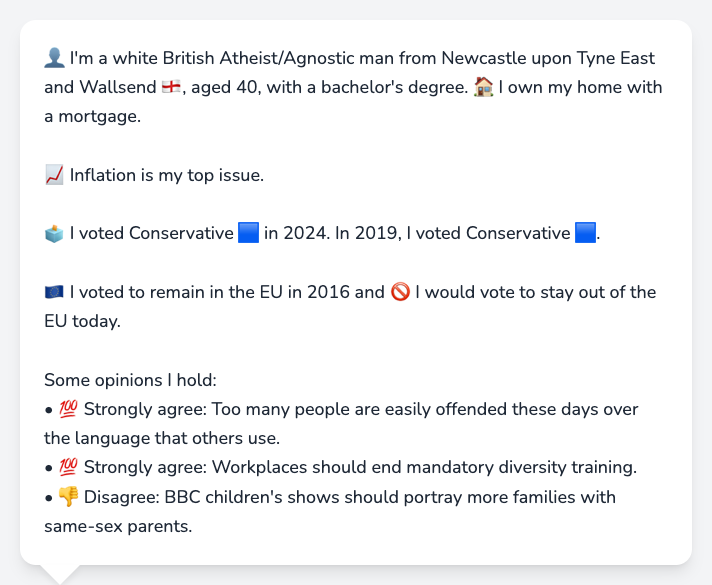 👤 I'm a white British Atheist/Agnostic man from Newcastle upon Tyne East
and Wallsend 🏴󠁧󠁢󠁥󠁮󠁧󠁿, aged 40, with a bachelor's degree. 🏠 I own my home with
a mortgage.
📈 Inflation is my top issue.
🗳️ I voted Conservative 🟦 in 2024. In 2019, I voted Conservative 🟦.
🇪🇺 I voted to remain in the EU in 2016 and 🚫 I would vote to stay out of the
EU today.
Some opinions I hold:
• 💯 Strongly agree: Too many people are easily offended these days over
the language that others use.
• 💯 Strongly agree: Workplaces should end mandatory diversity training.
• 👎 Disagree: BBC children's shows should portray more families with
same-sex parents.